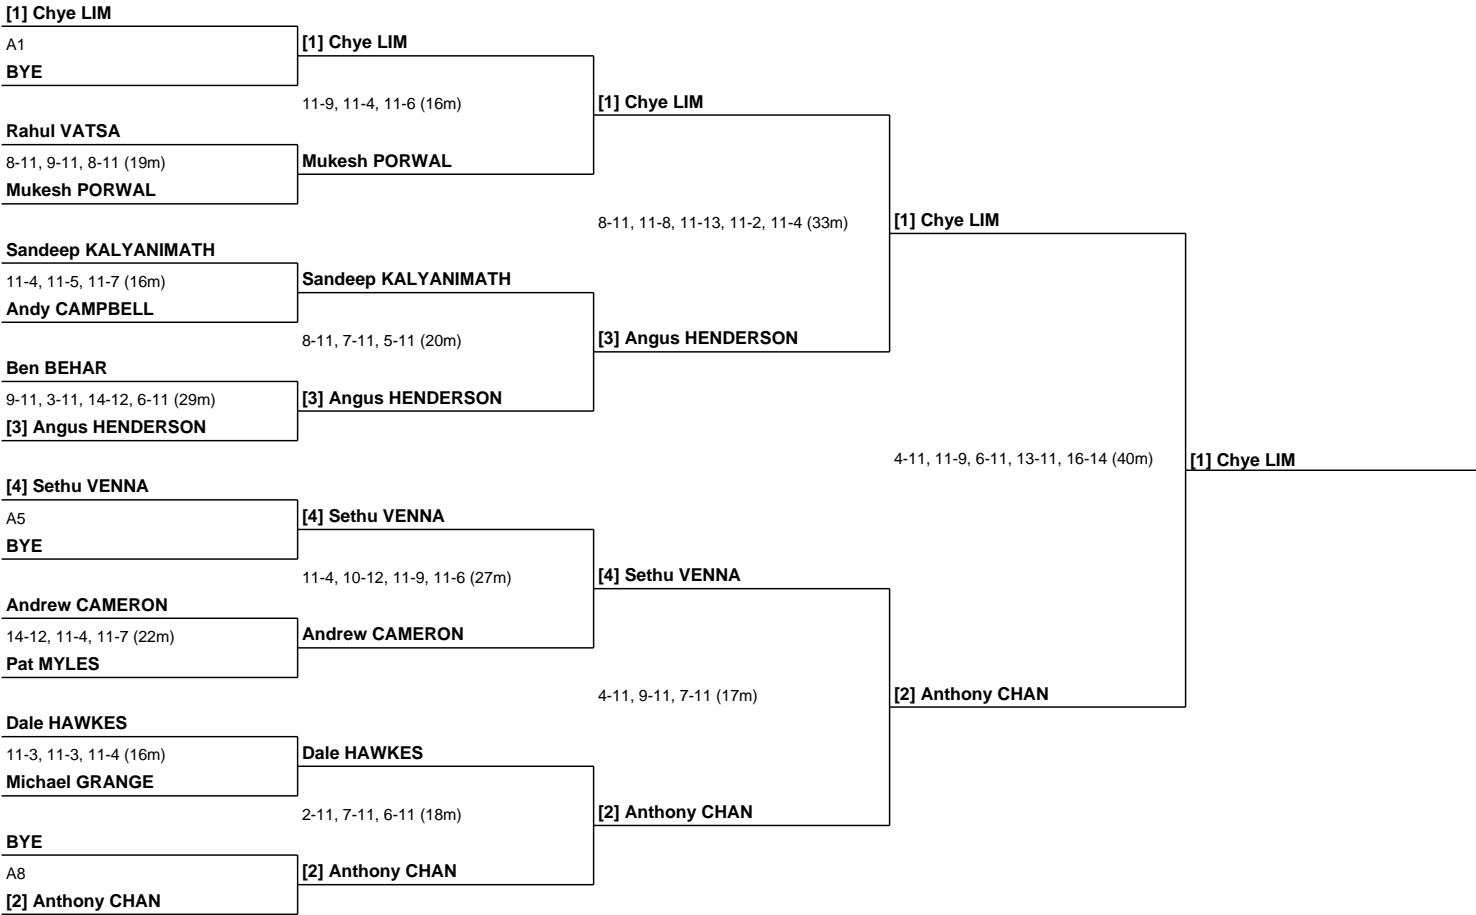 [1] Chye LIM
A1
BYE
Rahul VATSA
8-11, 9-11, 8-11 (19m)
Mukesh PORWAL
Sandeep KALYANIMATH
11-4, 11-5, 11-7 (16m)
Andy CAMPBELL
Ben BEHAR
9-11, 3-11, 14-12, 6-11 (29m)
[3] Angus HENDERSON
[4] Sethu VENNA
A5
BYE
Andrew CAMERON
14-12, 11-4, 11-7 (22m)
Pat MYLES
Dale HAWKES
11-3, 11-3, 11-4 (16m)
Michael GRANGE
BYE
A8
[2] Anthony CHAN
[1] Chye LIM
11-9, 11-4, 11-6 (16m)
Mukesh PORWAL
Sandeep KALYANIMATH
8-11, 7-11, 5-11 (20m)
[3] Angus HENDERSON
[4] Sethu VENNA
11-4, 10-12, 11-9, 11-6 (27m)
Andrew CAMERON
Dale HAWKES
2-11, 7-11, 6-11 (18m)
[2] Anthony CHAN
[1] Chye LIM
8-11, 11-8, 11-13, 11-2, 11-4 (33m)
[3] Angus HENDERSON
[4] Sethu VENNA
4-11, 9-11, 7-11 (17m)
[2] Anthony CHAN
[1] Chye LIM
4-11, 11-9, 6-11, 13-11, 16-14 (40m)
[2] Anthony CHAN
[1] Chye LIM